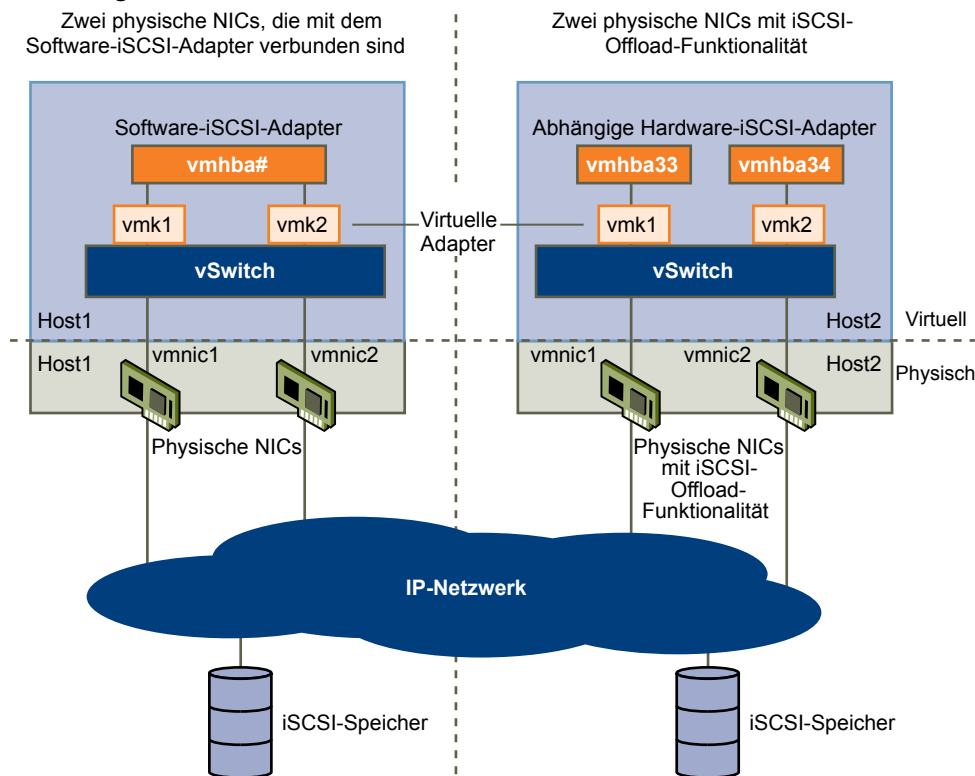 Zwei physische NICs, die mit dem
Software-iSCSI-Adapter verbunden sind
Zwei physische NICs mit iSCSI-
Offload-Funktionalität
Software-iSCSI-Adapter
vmhba#
vmk1
vmk2
vSwitch
Host1
Virtuelle
Adapter
Abhängige Hardware-iSCSI-Adapter
vmhba33
vmhba34
vmk1
vmk2
vSwitch
Host2
Virtuell
Host1
vmnic1
vmnic2
Physische NICs
vmnic1
vmnic2
Host2
Physisch
Physische NICs
mit iSCSI-
Offload-
Funktionalität
IP-Netzwerk
iSCSI-Speicher
iSCSI-Speicher